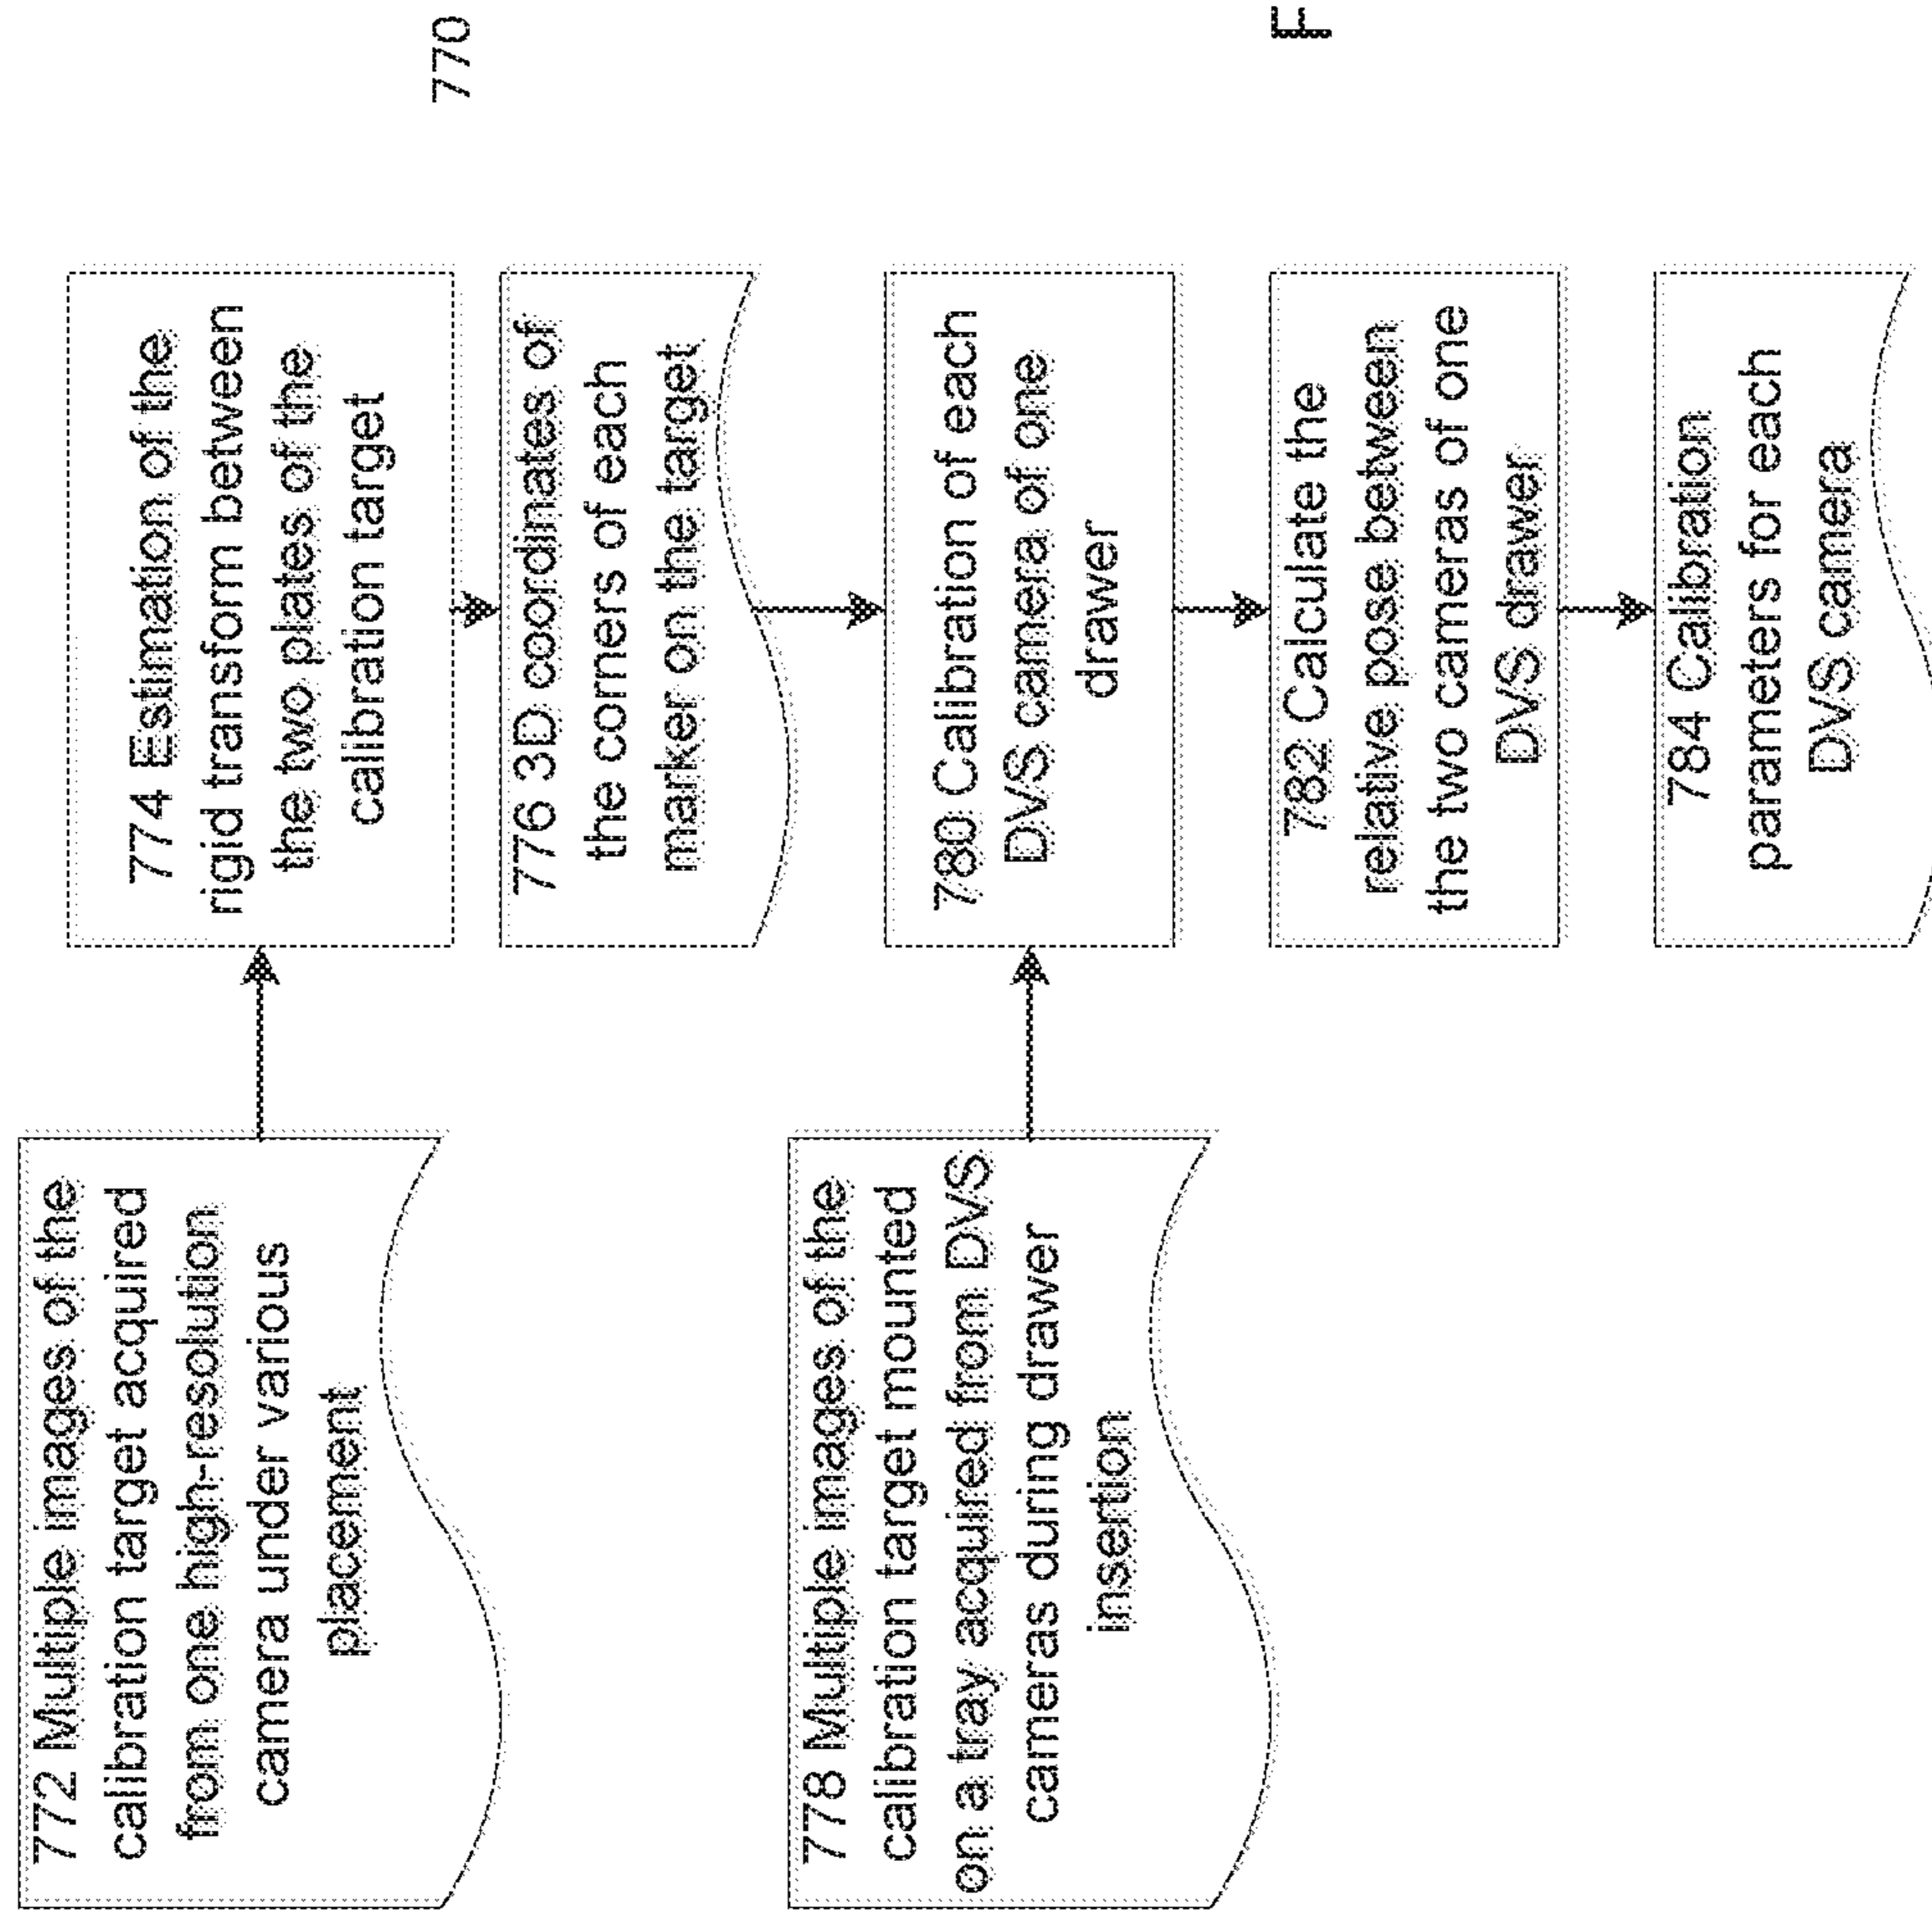 772 Multiple images of the
calibration target acquired
from one high-resolution
camera under various
placement
774 Estimation of the
rigid transform between
the two plates of the
calibration target
770
776 3D coordinates of
the corners of each
marker on the target
778 Multiple images of the
calibration target mounted
on a tray acquired from DVS
cameras during drawer
insertion
780 Calibration of each
DVS camera of one
drawer
782 Calculate the
relative pose between
the two cameras of one
DVS drawer
F
784 Calibration
parameters for each
DVS camera